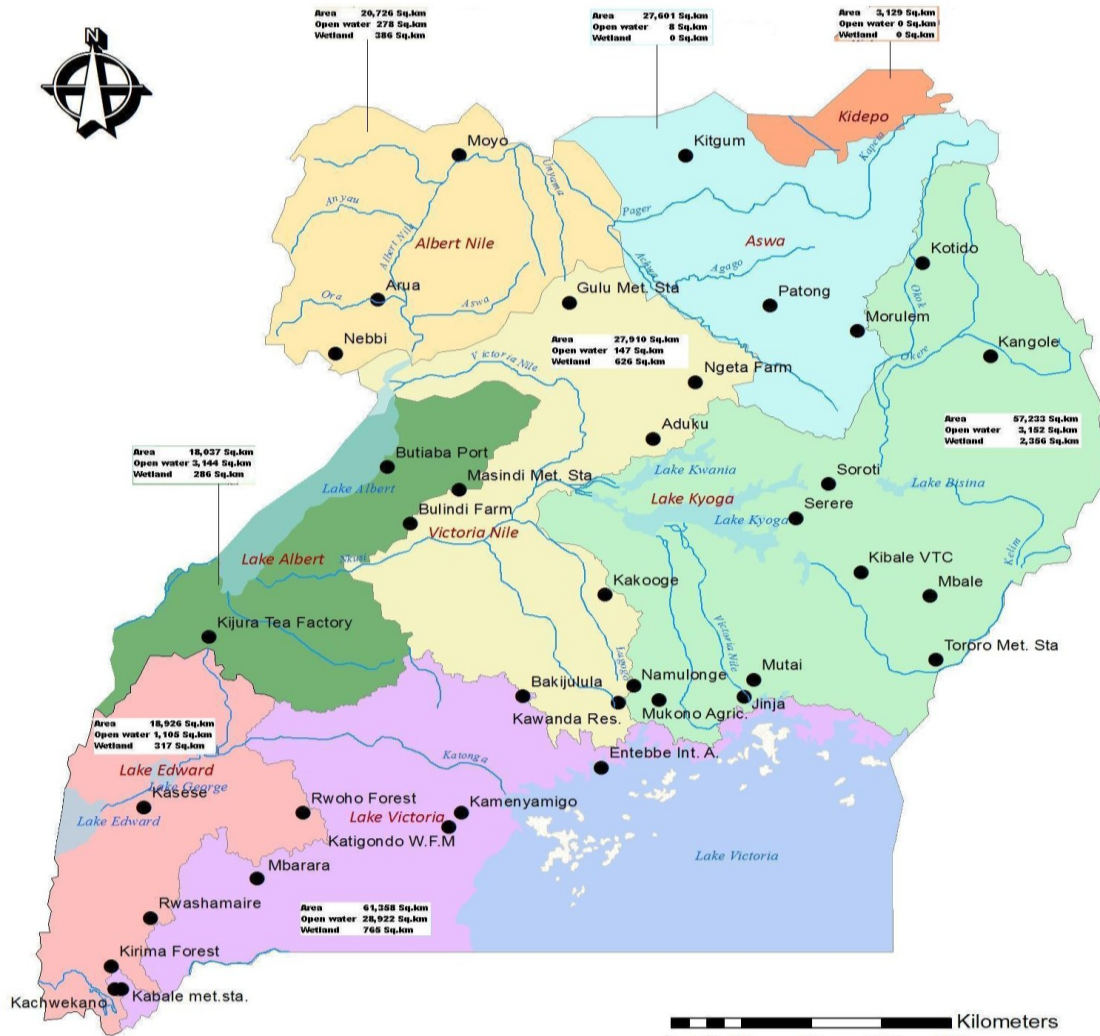 Area 20,726 Sq.km
Open water 278 Sq.km
Wetland 386 Sq.km
Area 27,601 Sq.km
Open water 8 Sq.km
Wetland 0 Sq.km
Area 3,129 Sq.km
Open water 0 Sq.km
Wetland 0 Sq.km
N
Kidepo
Moyo
Kitgum
Kapeta
Unyama
Anyau
Pager
Albert Nile
Albert Nile
Aswa
Kotido
Achwa
Agago
Okok
Arua
Ora
Aswa
Gulu Met. Sta
Patong
Morulem
Nebbi
Area 27,910 Sq.km
Open water 147 Sq.km
Wetland 626 Sq.km
Victoria Nile
Okere
Kangole
Ngeta Farm
Area 57,233 Sq.km
Open water 3,152 Sq.km
Wetland 2,356 Sq.km
Aduku
Area 18,037 Sq.km
Open water 3,144 Sq.km
Wetland 286 Sq.km
Butiaba Port
Lake Kwania
Soroti
Masindi Met. Sta
Lake Albert
Lake Kyoga
Lake Bisina
Bulindi Farm
Lake Kyoga
Serere
Victoria Nile
Lake Albert
Nkusi
Kelim
Kibale VTC
Kakooge
Mbale
Kijura Tea Factory
Victoria Nile
Tororo Met. Sta
Lugogo
Namulonge
Mutai
Bakijulula
Jinja
Kawanda Res.
Mukono Agric.
Area 18,926 Sq.km
Open water 1,105 Sq.km
Wetland 317 Sq.km
Katonga
Entebbe Int. A.
Lake Edward
Lake George
Kasese
Rwoho Forest
Kamenyamigo
Lake Edward
Lake Victoria
Katigondo W.F.M
Lake Victoria
Mbarara
Area 61,358 Sq.km
Open water 28,922 Sq.km
Wetland 765 Sq.km
Rwashamaire
Kirima Forest
Kachwekano
Kabale met.sta.
Kilometers